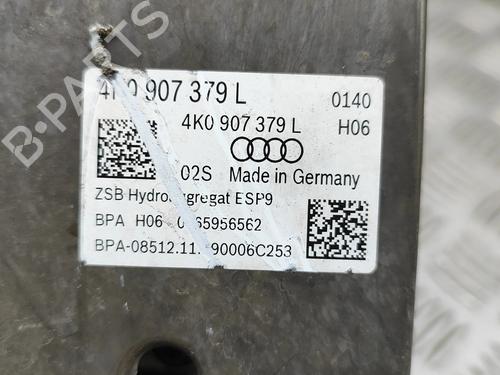 B-PARTS
4K0 907 379 L 0140
4K0 907 379 L H06
02S Made in Germany
ZSB Hydroaggregat ESP9
BPA H06 0 65956562
BPA-08512.11. 90006C253